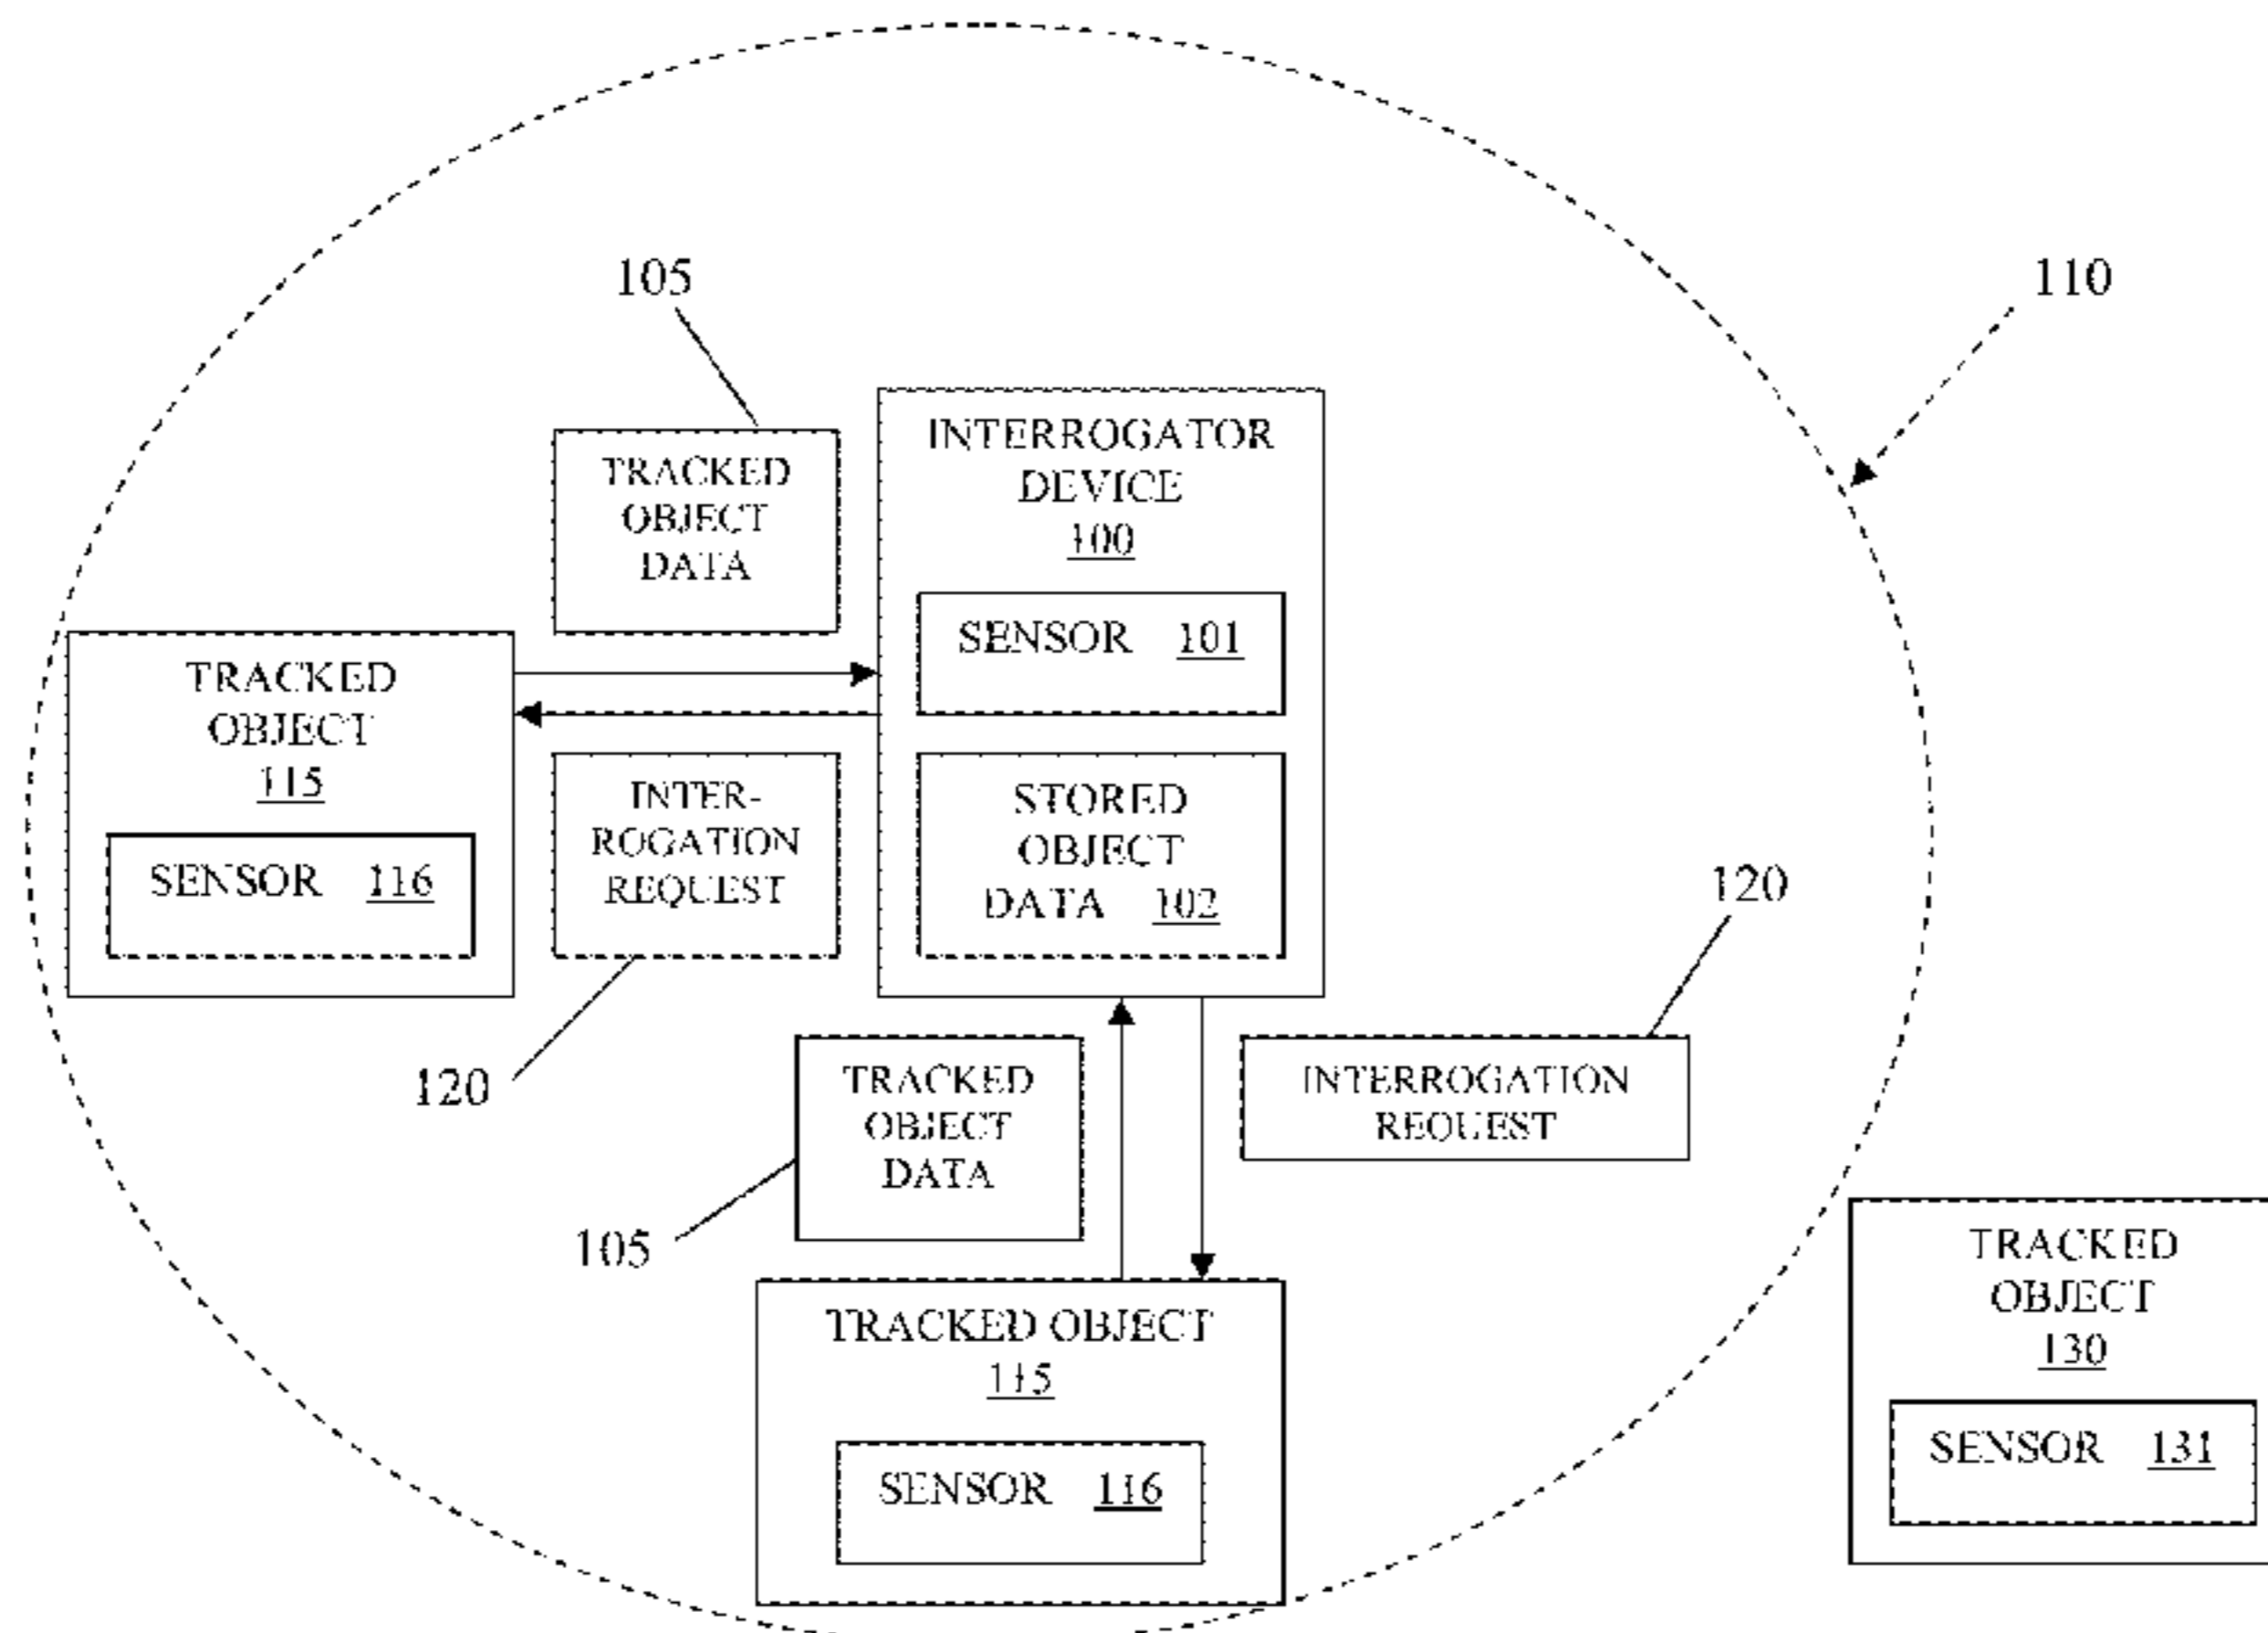 105
110
TRACKED
OBJECT
DATA
INTERROGATOR
DEVICE
100
SENSOR 101
TRACKED
OBJECT
115
SENSOR 116
INTER-
ROGATION
REQUEST
STORED
OBJECT
DATA 102
120
120
TRACKED
OBJECT
DATA
INTERROGATION
REQUEST
105
TRACKED OBJECT
115
SENSOR 116
TRACKED
OBJECT
130
SENSOR 131